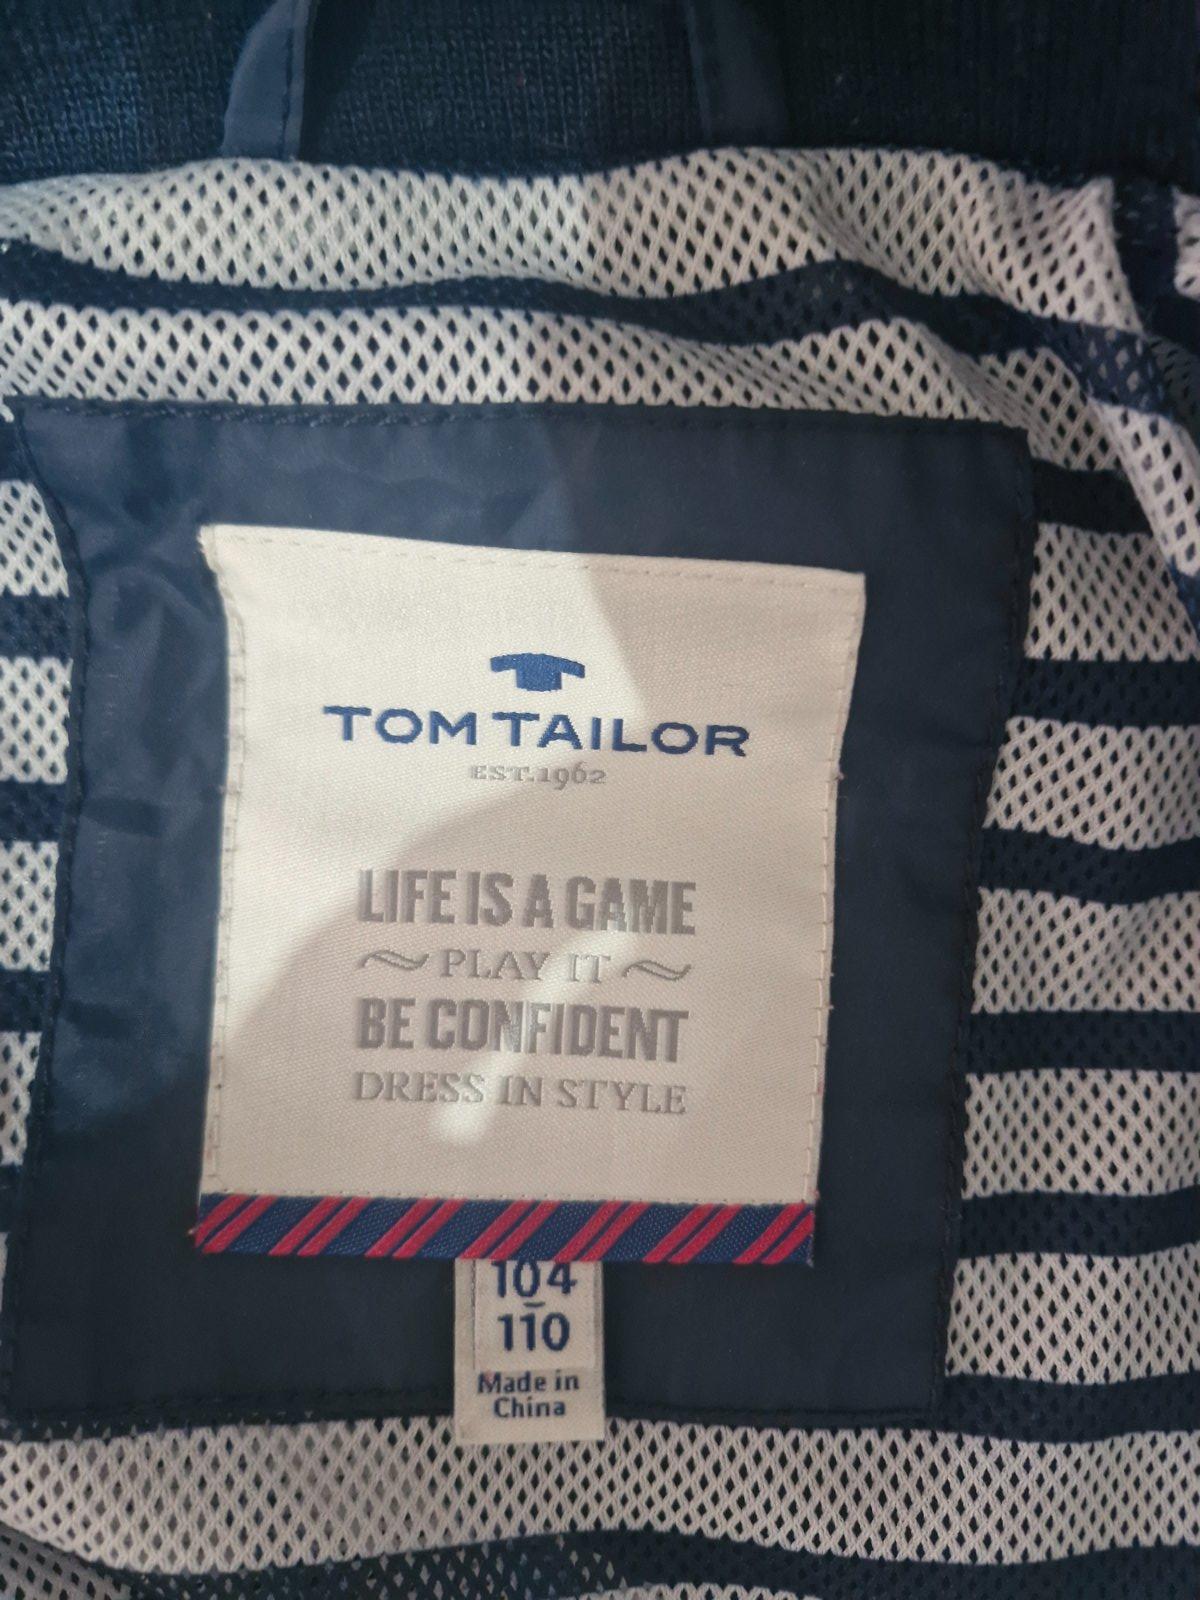 TOM TAILOR
EST.1962
LIFE IS A GAME
~ PLAY IT ~
BE CONFIDENT
DRESS IN STYLE
104
-
110
Made in
China